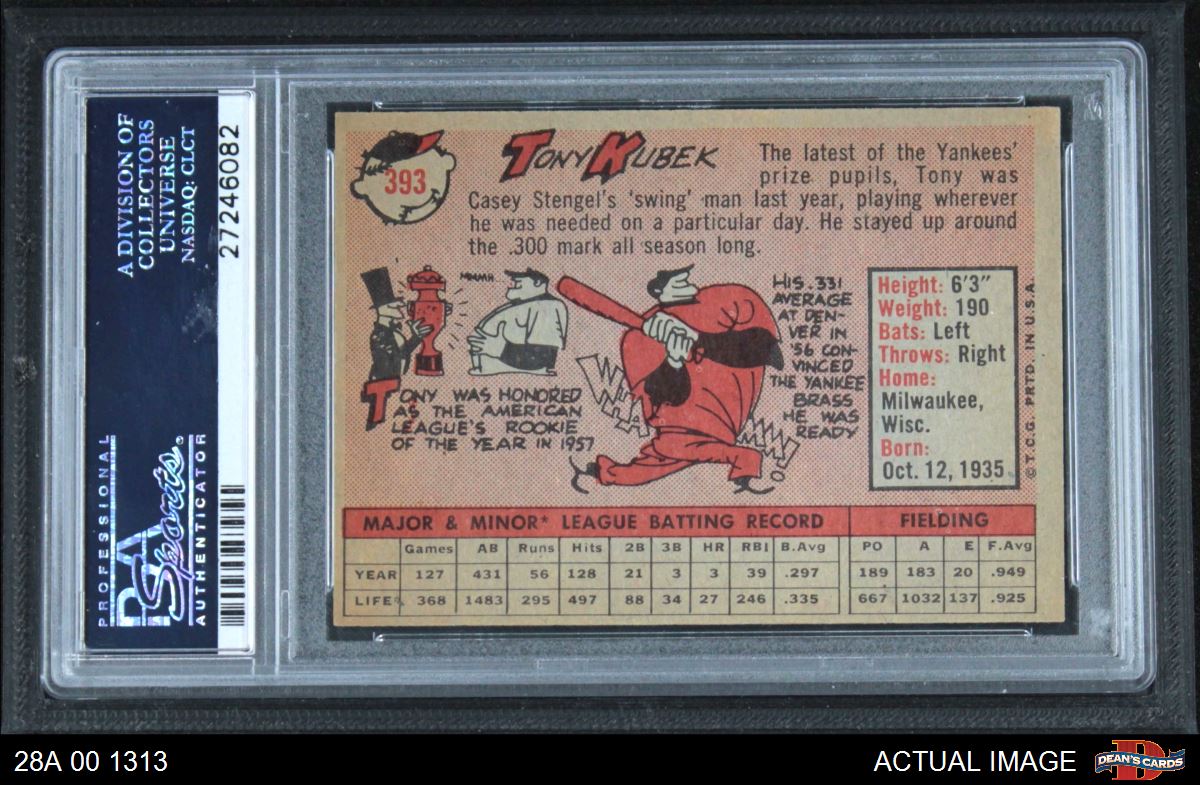 A DIVISION OF
COLLECTORS
UNIVERSE
NASDAQ: CLCT
27246082
PROFESSIONAL
PSA
Sports®
AUTHENTICATOR
393
TONY KUBEK
The latest of the Yankees'
prize pupils, Tony was
Casey Stengel's 'swing' man last year, playing wherever
he was needed on a particular day. He stayed up around
the .300 mark all season long.
MMMH...
TONY WAS HONORED
AS THE AMERICAN
LEAGUE'S ROOKIE
OF THE YEAR IN 1957
HIS .331
AVERAGE
AT DEN-
VER IN
'56 CON-
VINCED
THE YANKEE
BRASS
HE WAS
READY
Height: 6'3"
Weight: 190
Bats: Left
Throws: Right
Home:
Milwaukee,
Wisc.
Born:
Oct. 12, 1935
© T.C.G. PRTD. IN U.S.A.
MAJOR & MINOR* LEAGUE BATTING RECORD FIELDING
Games AB Runs Hits 2B 3B HR RBI B.Avg PO A E F.Avg
YEAR 127 431 56 128 21 3 3 39 .297 189 183 20 .949
LIFE 368 1483 295 497 88 34 27 246 .335 667 1032 137 .925
28A 00 1313
ACTUAL IMAGE
D
DEAN'S CARDS